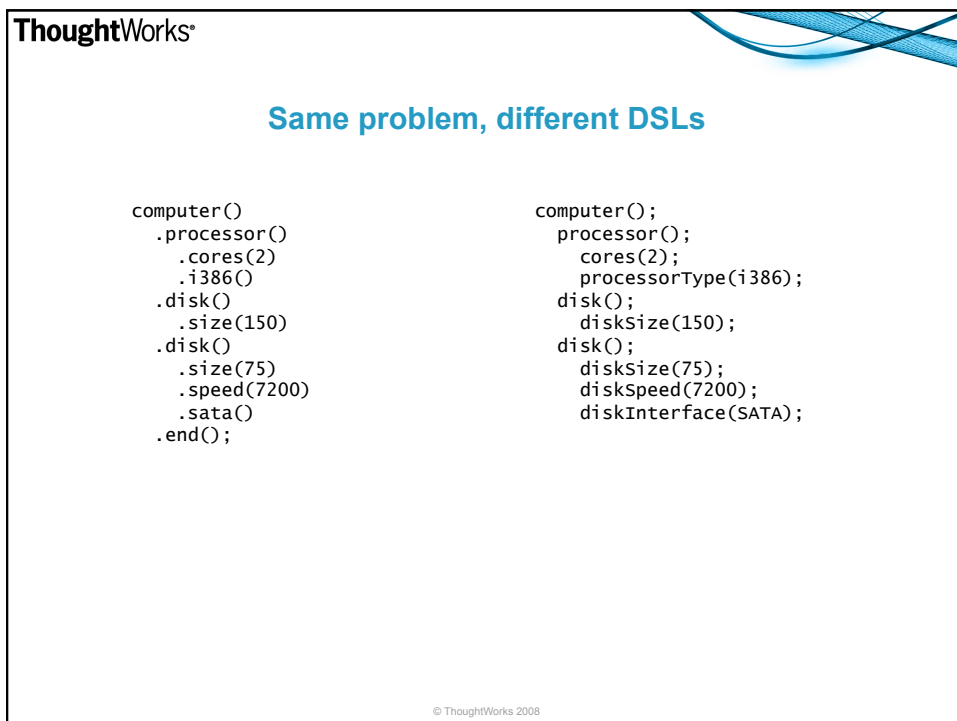 ThoughtWorks®
Same problem, different DSLs
computer()
  .processor()
    .cores(2)
    .i386()
  .disk()
    .size(150)
  .disk()
    .size(75)
    .speed(7200)
    .sata()
  .end();
computer();
  processor();
    cores(2);
    processorType(i386);
  disk();
    diskSize(150);
  disk();
    diskSize(75);
    diskSpeed(7200);
    diskInterface(SATA);
© ThoughtWorks 2008